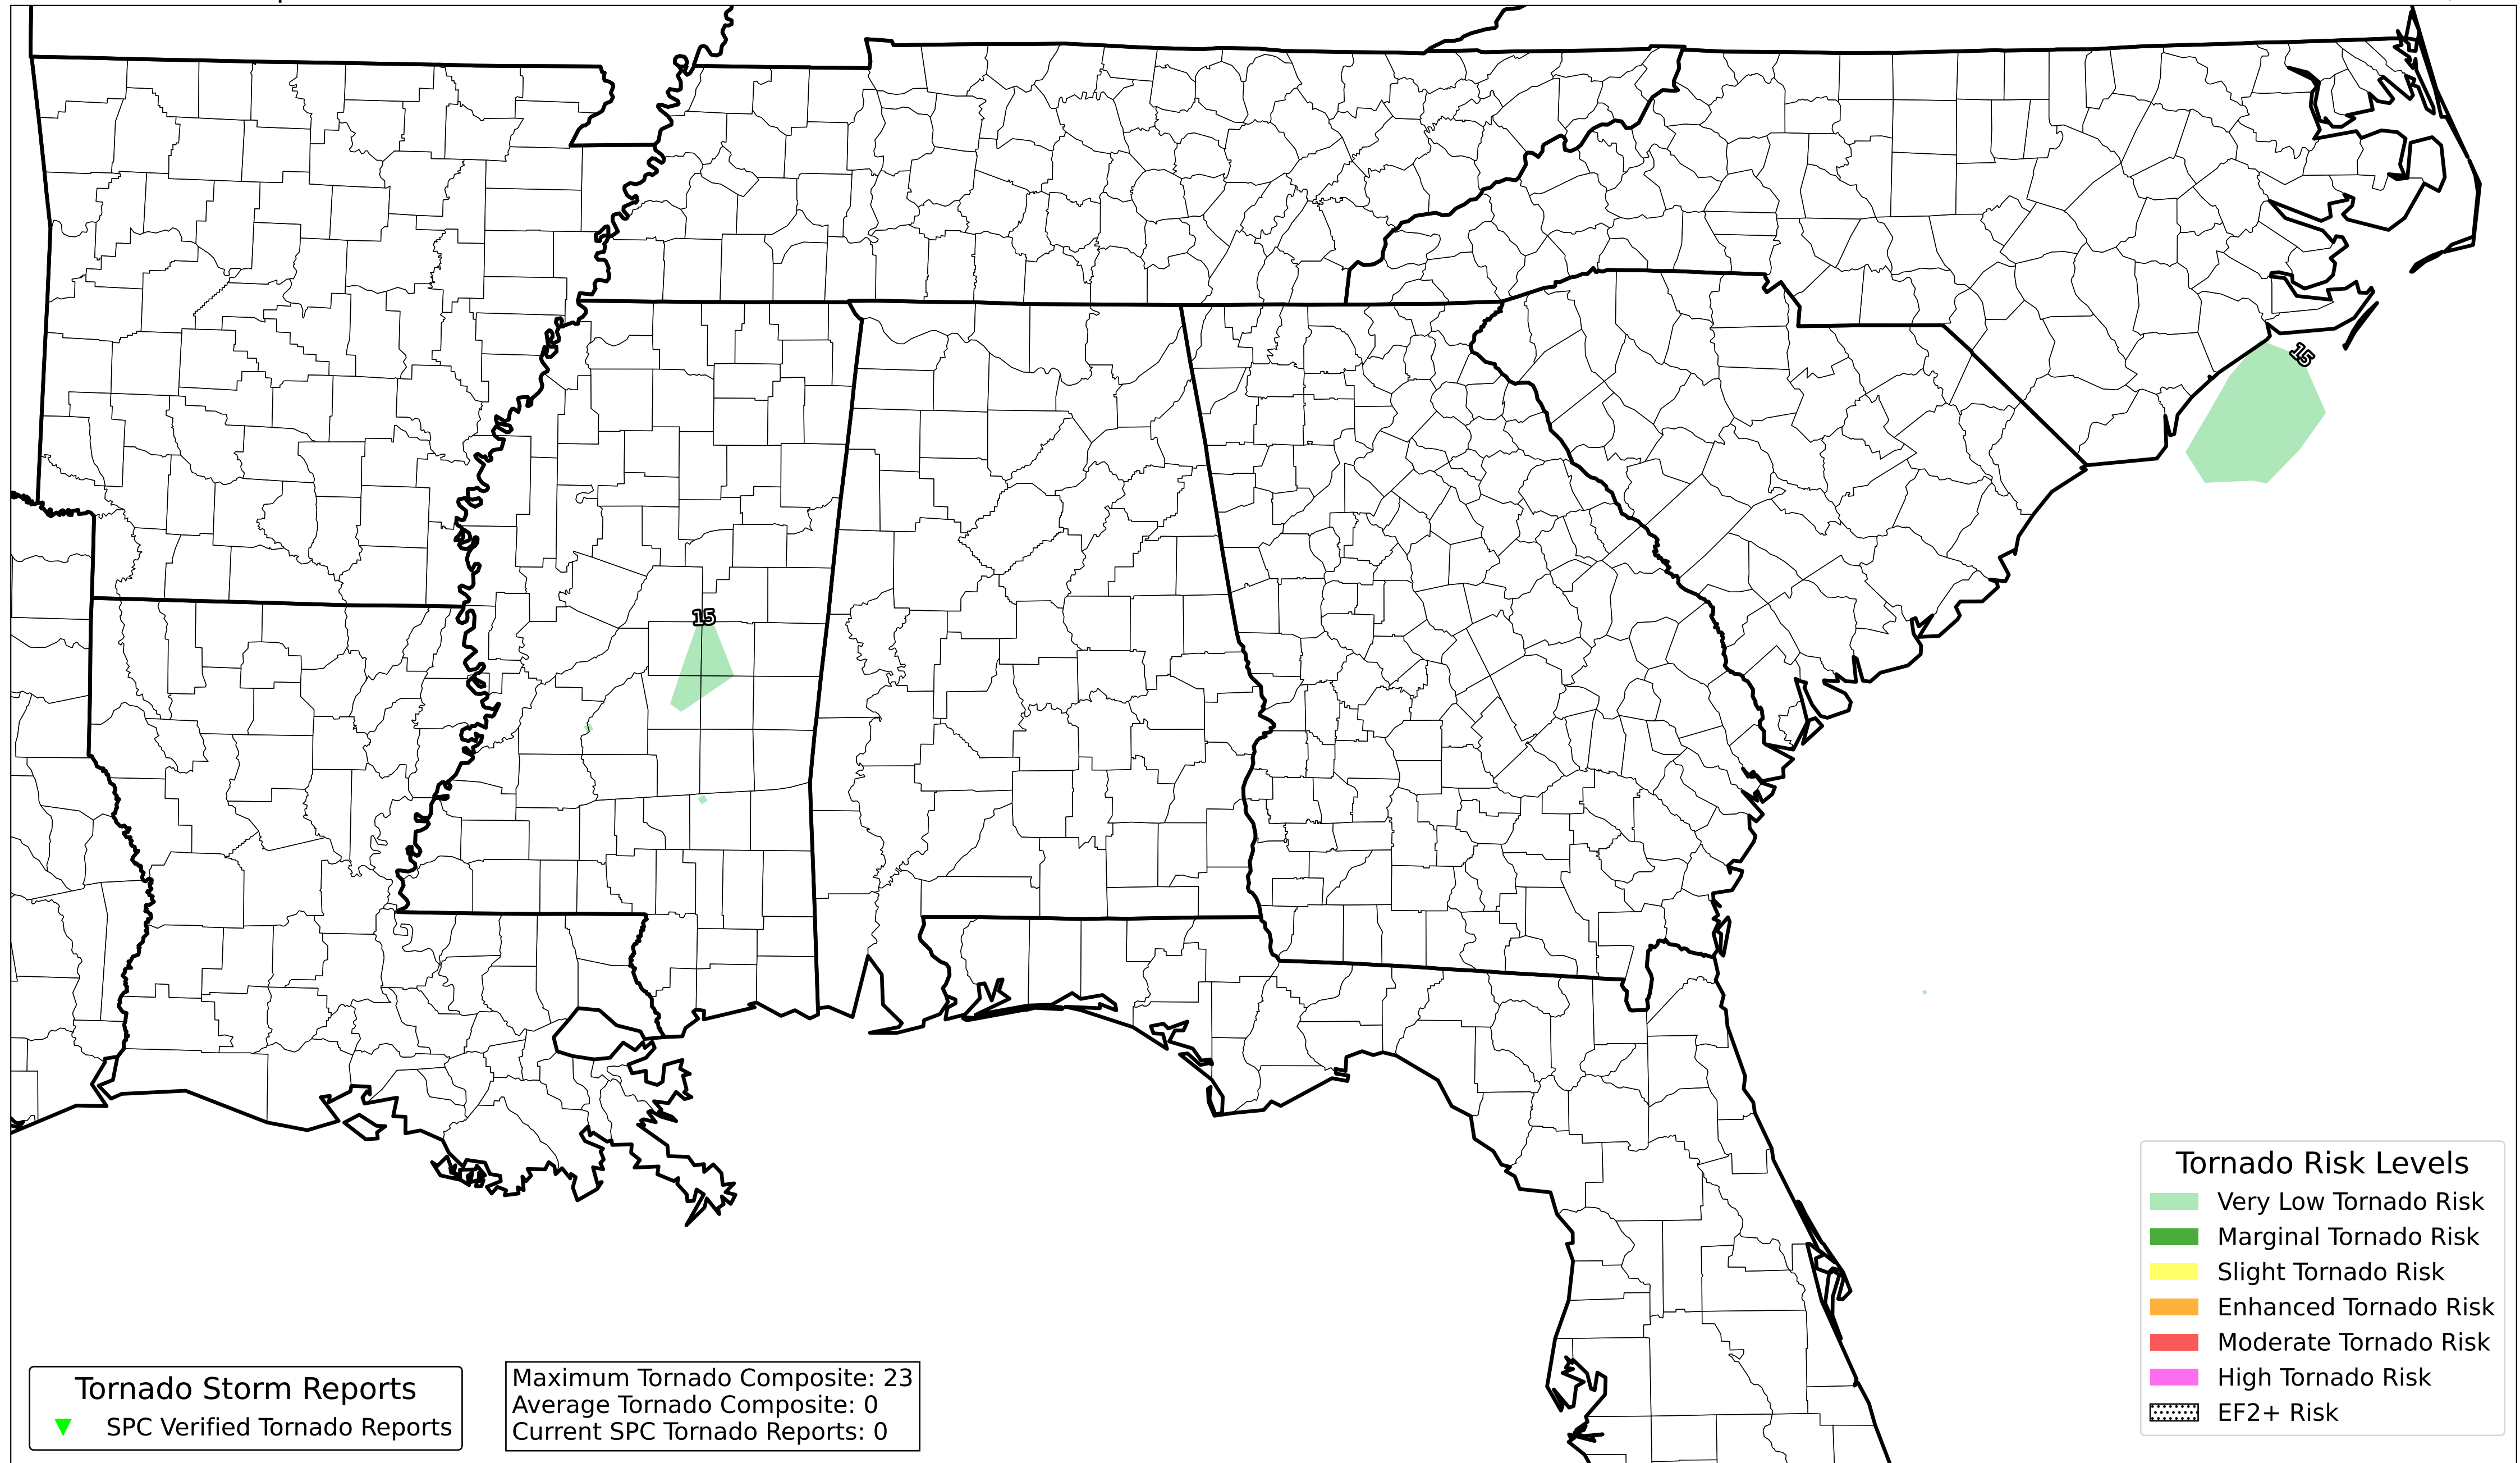 15
15
Tornado Risk Levels
Very Low Tornado Risk
Marginal Tornado Risk
Slight Tornado Risk
Enhanced Tornado Risk
Moderate Tornado Risk
High Tornado Risk
EF2+ Risk
Tornado Storm Reports
SPC Verified Tornado Reports
Maximum Tornado Composite: 23
Average Tornado Composite: 0
Current SPC Tornado Reports: 0